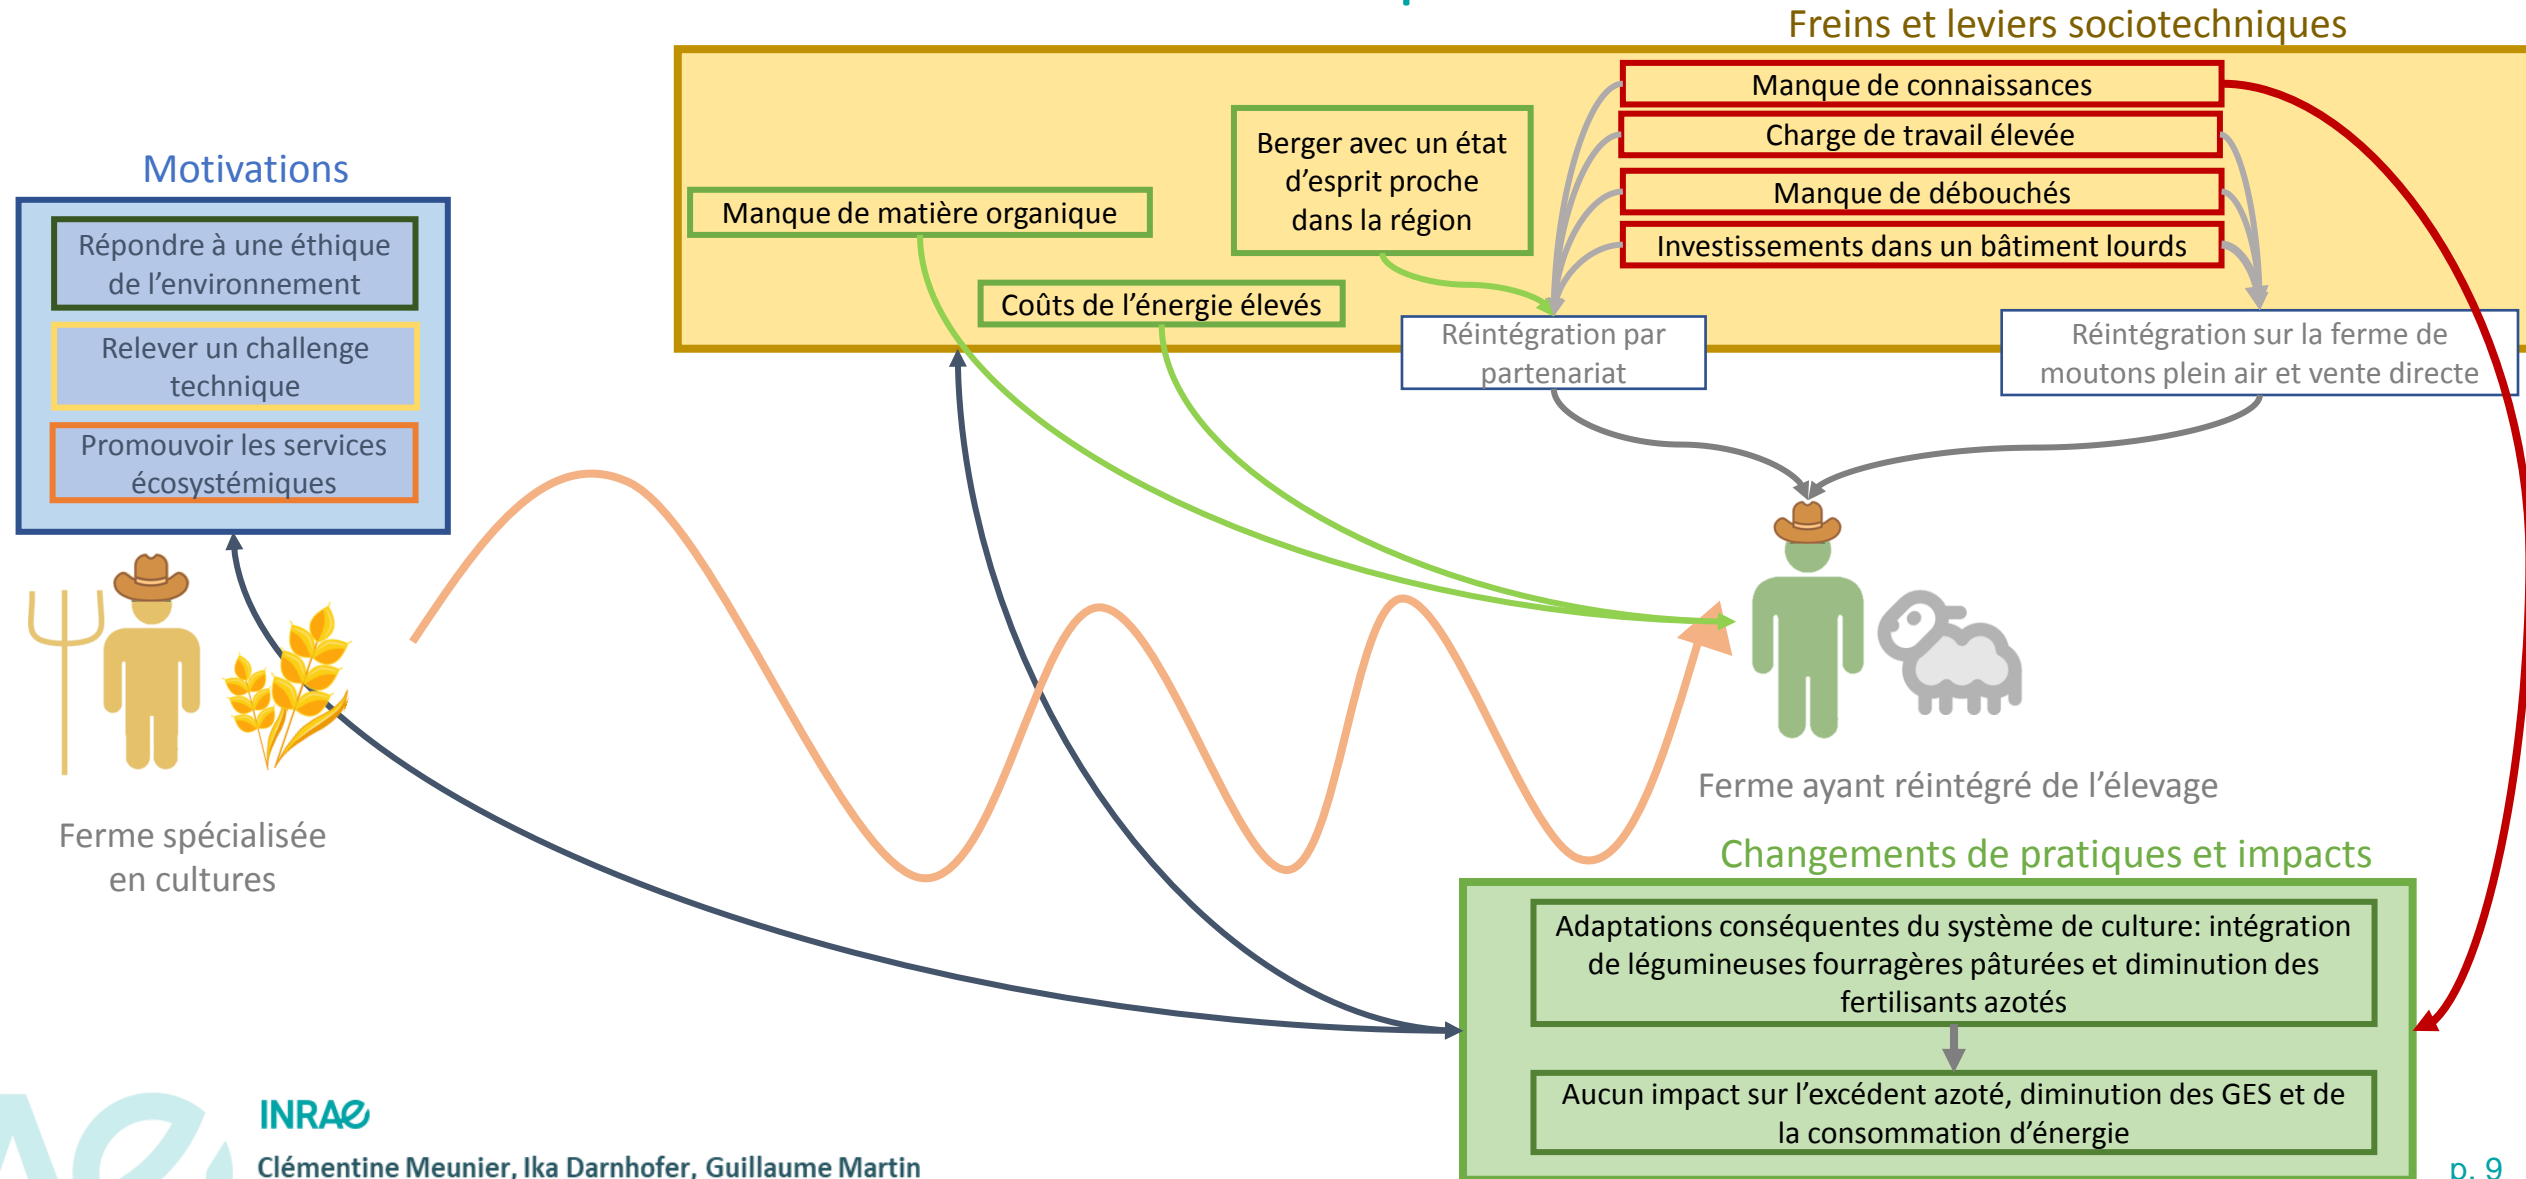 Freins et leviers sociotechniques
Manque de connaissances
Charge de travail élevée
Manque de débouchés
Investissements dans un bâtiment lourds
Berger avec un état
d’esprit proche
dans la région
Manque de matière organique
Coûts de l’énergie élevés
Réintégration par
partenariat
Réintégration sur la ferme de
moutons plein air et vente directe
Motivations
Répondre à une éthique
de l’environnement
Relever un challenge
technique
Promouvoir les services
écosystémiques
Ferme spécialisée
en cultures
Ferme ayant réintégré de l’élevage
Changements de pratiques et impacts
Adaptations conséquentes du système de culture: intégration
de légumineuses fourragères pâturées et diminution des
fertilisants azotés
Aucun impact sur l’excédent azoté, diminution des GES et de
la consommation d’énergie
INRAE
Clémentine Meunier, Ika Darnhofer, Guillaume Martin
p. 9